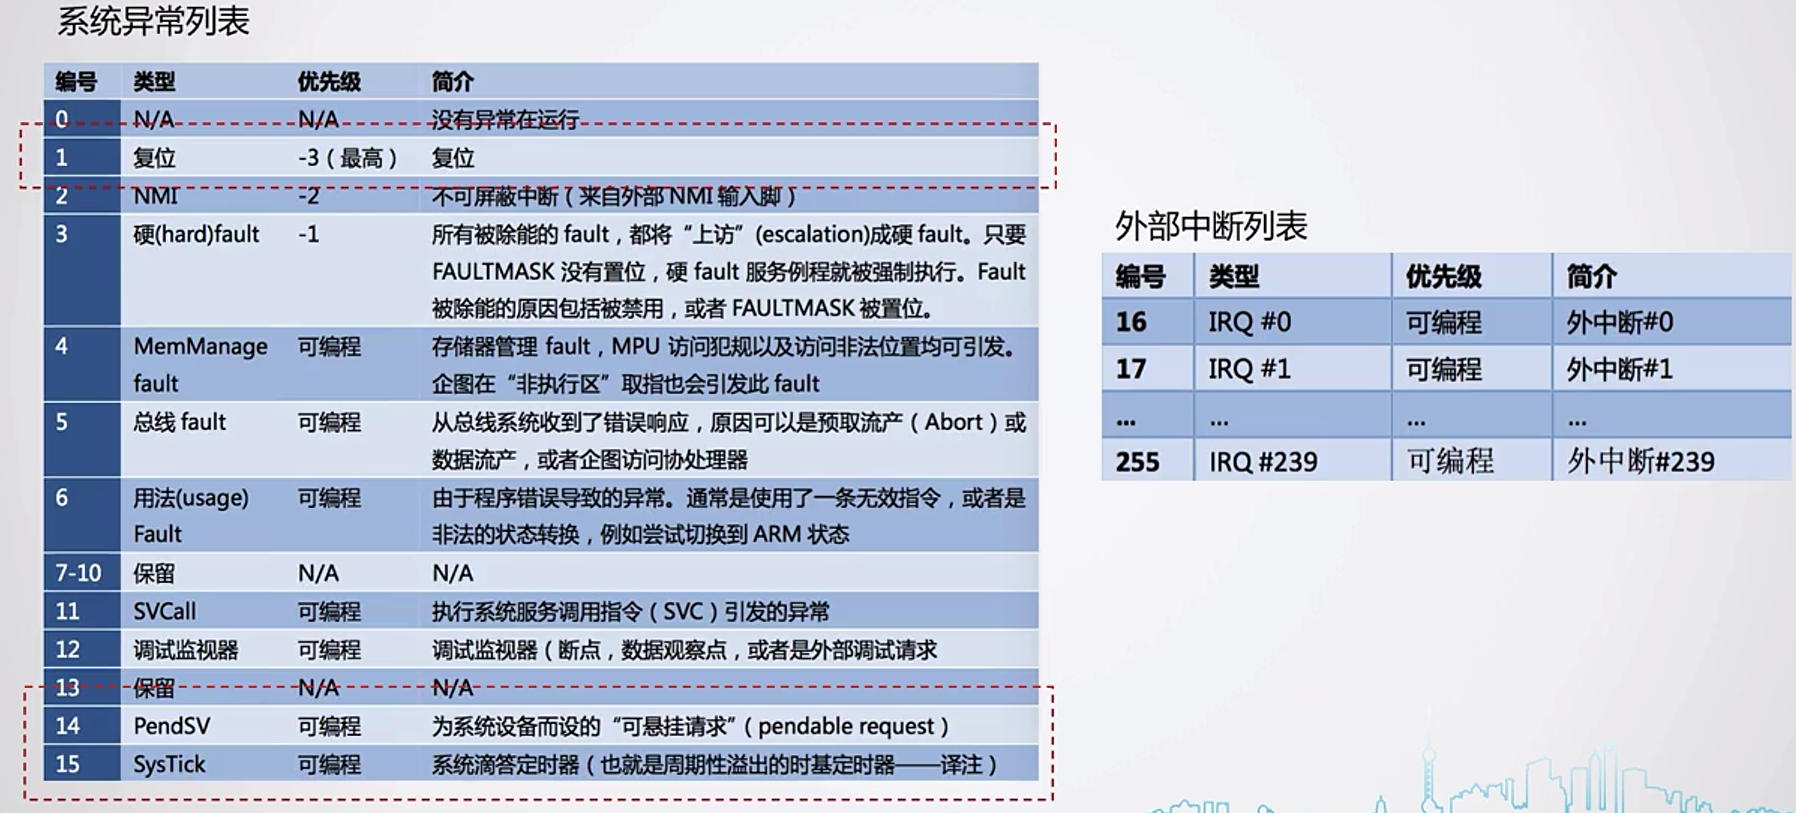 系统异常列表
编号 类型 优先级 简介
0 N/A N/A 没有异常在运行
1 复位 -3（最高） 复位
2 NMI -2 不可屏蔽中断（来自外部 NMI 输入脚）
3 硬(hard)fault -1 所有被除能的 fault，都将“上访”(escalation)成硬 fault。只要
FAULTMASK 没有置位，硬 fault 服务例程就被强制执行。Fault
被除能的原因包括被禁用，或者 FAULTMASK 被置位。
4 MemManage 可编程 存储器管理 fault，MPU 访问犯规以及访问非法位置均可引发。
fault 企图在“非执行区”取指也会引发此 fault
5 总线 fault 可编程 从总线系统收到了错误响应，原因可以是预取流产（Abort）或
数据流产，或者企图访问协处理器
6 用法(usage) 可编程 由于程序错误导致的异常。通常是使用了一条无效指令，或者是
Fault 非法的状态转换，例如尝试切换到 ARM 状态
7-10 保留 N/A N/A
11 SVCall 可编程 执行系统服务调用指令（SVC）引发的异常
12 调试监视器 可编程 调试监视器（断点，数据观察点，或者是外部调试请求
13 保留 N/A N/A
14 PendSV 可编程 为系统设备而设的“可悬挂请求”（pendable request）
15 SysTick 可编程 系统滴答定时器（也就是周期性溢出的时基定时器——译注）
外部中断列表
编号 类型 优先级 简介
16 IRQ #0 可编程 外中断#0
17 IRQ #1 可编程 外中断#1
... ... ... ...
255 IRQ #239 可编程 外中断#239